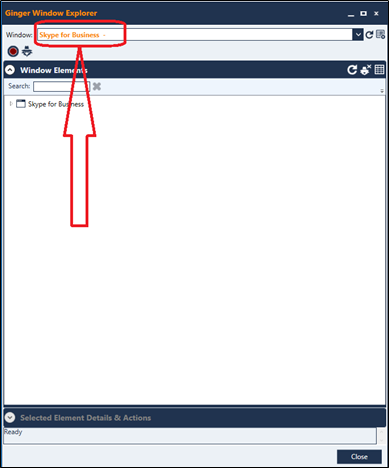 Ginger Window Explorer
Window: Skype for Business -
Window Elements
Search:
Skype for Business
Selected Element Details & Actions
Ready
Close